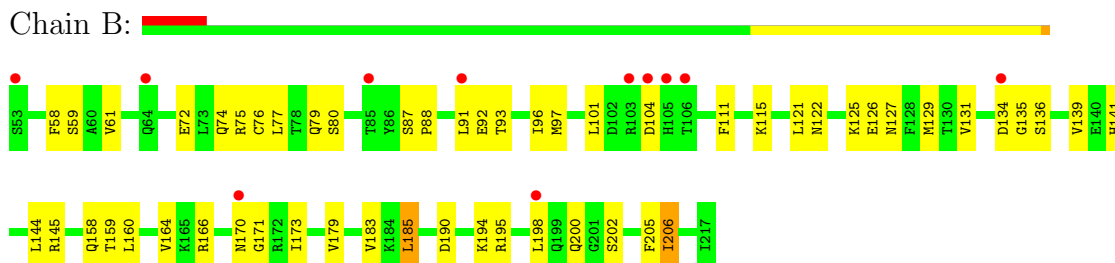 Chain B:
S53 F58 S59 A60 V61 Q64 E72 L73 Q74 R75 C76 L77 T78 Q79 S80 T85 Y86 S87 P88 L91 E92 T93 I96 M97 L101 D102 R103 D104 H105 T106 F111 K115 L121 N122 K125 E126 N127 F128 M129 T130 V131 D134 G135 S136 V139 E140 H141
L144 R145 Q158 T159 L160 V164 K165 R166 N170 G171 R172 I173 V179 V183 K184 L185 D190 K194 R195 L198 Q199 Q200 G201 S202 F205 I206 I217